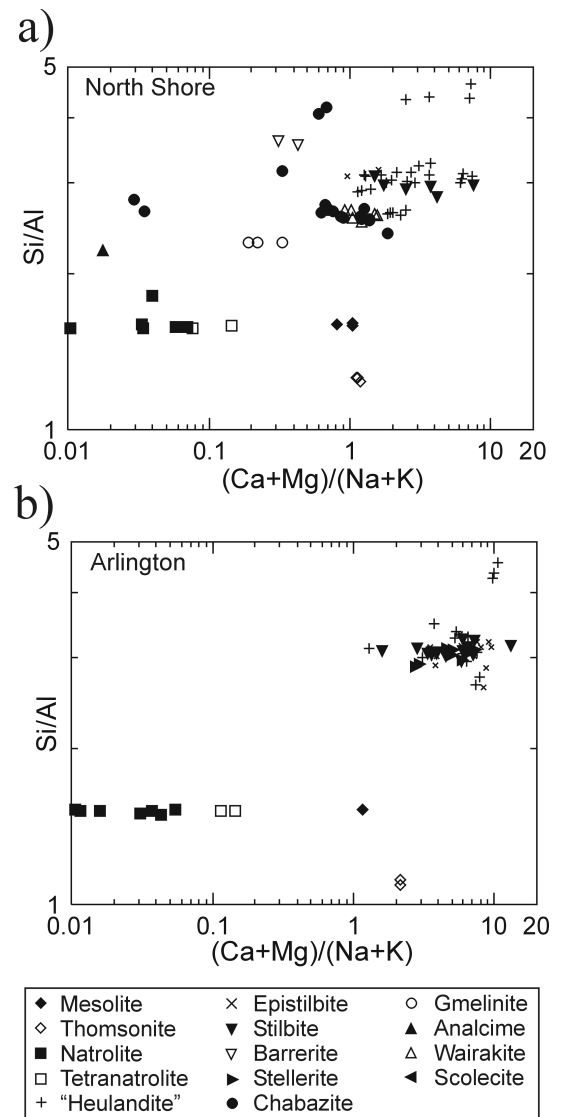 a)
5
North Shore
Si/Al
1
0.01 0.1 1 10 20
(Ca+Mg)/(Na+K)
b)
5
Arlington
Si/Al
1
0.01 0.1 1 10 20
(Ca+Mg)/(Na+K)
Mesolite Epistilbite Gmelinite
Thomsonite Stilbite Analcime
Natrolite Barrerite Wairakite
Tetranatrolite Stellerite Scolecite
“Heulandite” Chabazite